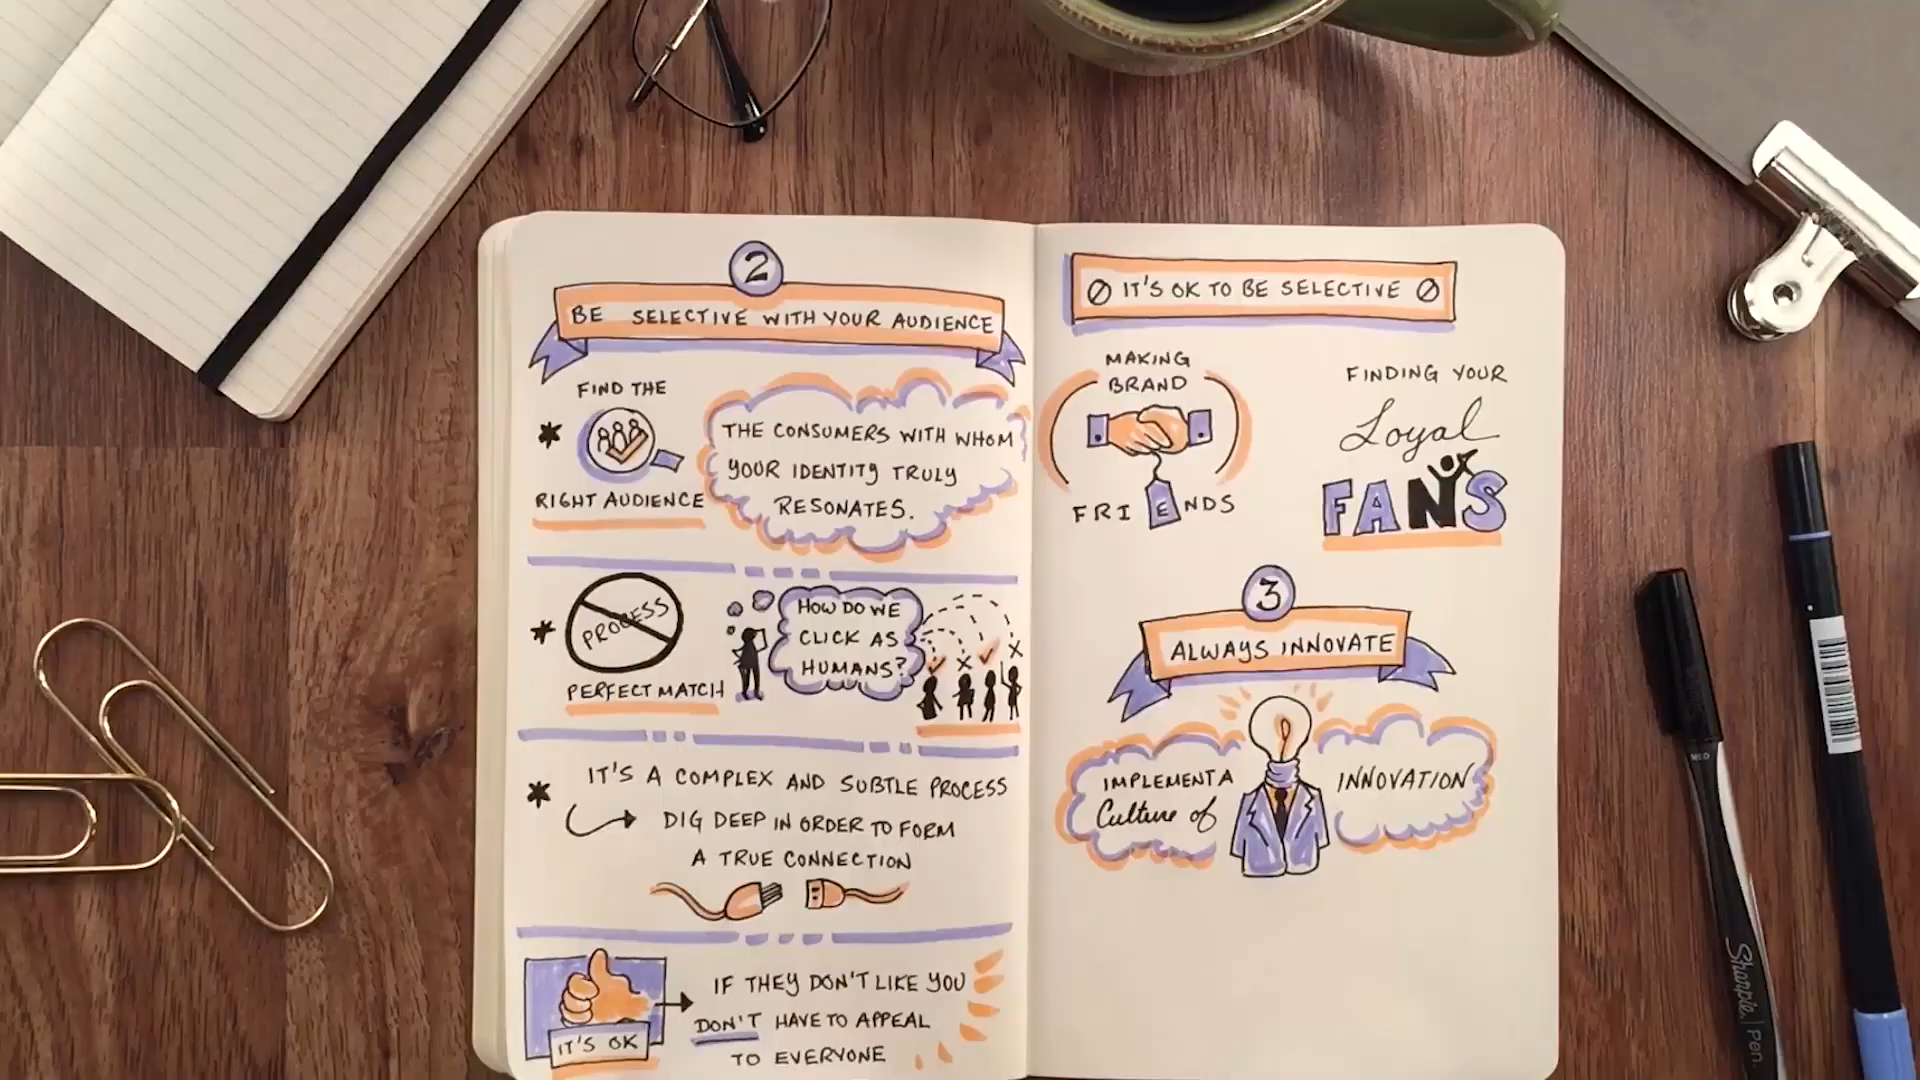 2
BE SELECTIVE WITH YOUR AUDIENCE
FIND THE
RIGHT AUDIENCE
THE CONSUMERS WITH WHOM
YOUR IDENTITY TRULY
RESONATES.
PROCESS
PERFECT MATCH
HOW DO WE
CLICK AS
HUMANS?
IT'S A COMPLEX AND SUBTLE PROCESS
DIG DEEP IN ORDER TO FORM
A TRUE CONNECTION
IT'S OK
IF THEY DON'T LIKE YOU
DON'T HAVE TO APPEAL
TO EVERYONE
IT'S OK TO BE SELECTIVE
MAKING
BRAND
FRIENDS
FINDING YOUR
Loyal
FANS
3
ALWAYS INNOVATE
IMPLEMENT A
Culture of
INNOVATION
Sharpie. Pen
MED